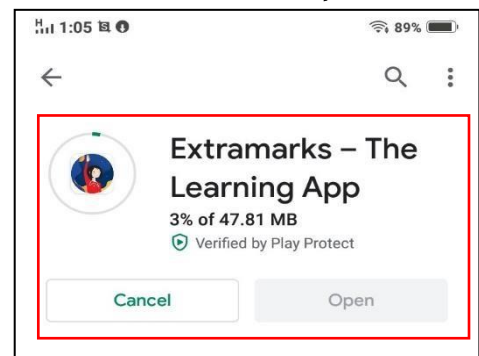 H 1:05 89%
Extramarks – The
Learning App
3% of 47.81 MB
Verified by Play Protect
Cancel Open